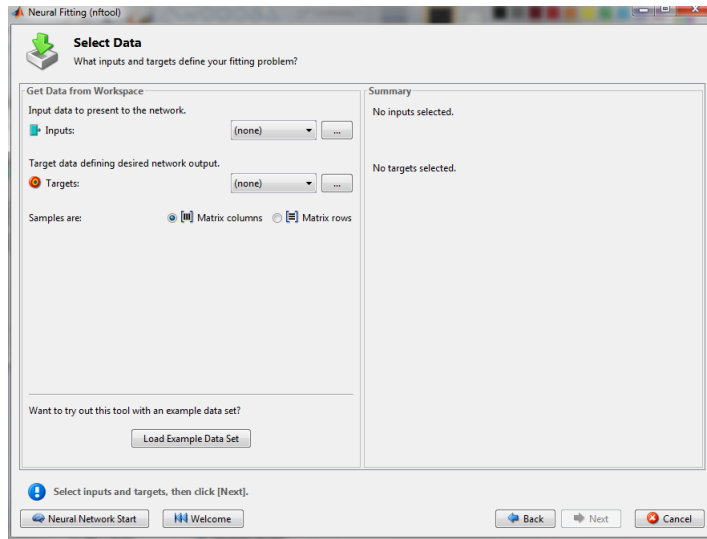 Neural Fitting (nftool)
Select Data
What inputs and targets define your fitting problem?
Get Data from Workspace
Input data to present to the network.
Inputs: (none) ...
Target data defining desired network output.
Targets: (none) ...
Samples are: Matrix columns Matrix rows
Want to try out this tool with an example data set?
Load Example Data Set
Summary
No inputs selected.
No targets selected.
Select inputs and targets, then click [Next].
Neural Network Start Welcome Back Next Cancel